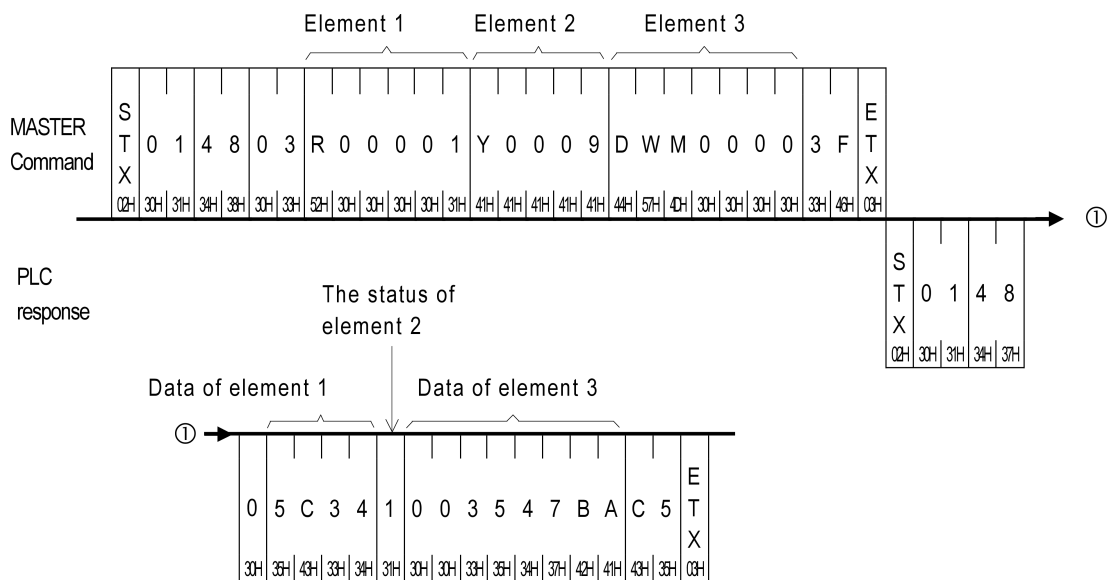 Element 1 Element 2 Element 3
MASTER
Command
STX 0 1 4 8 0 3 R 0 0 0 0 1 Y 0 0 0 9 D W M 0 0 0 0 3 F ETX
02H 30H 31H 34H 38H 30H 33H 52H 30H 30H 30H 30H 31H 41H 41H 41H 41H 41H 44H 57H 4DH 30H 30H 30H 30H 33H 46H 03H
①
PLC
response
STX 0 1 4 8
02H 30H 31H 34H 37H
The status of
element 2
Data of element 1 Data of element 3
①
0 5 C 3 4 1 0 0 3 5 4 7 B A C 5 ETX
30H 35H 43H 33H 34H 31H 30H 30H 33H 35H 34H 37H 42H 41H 43H 35H 03H